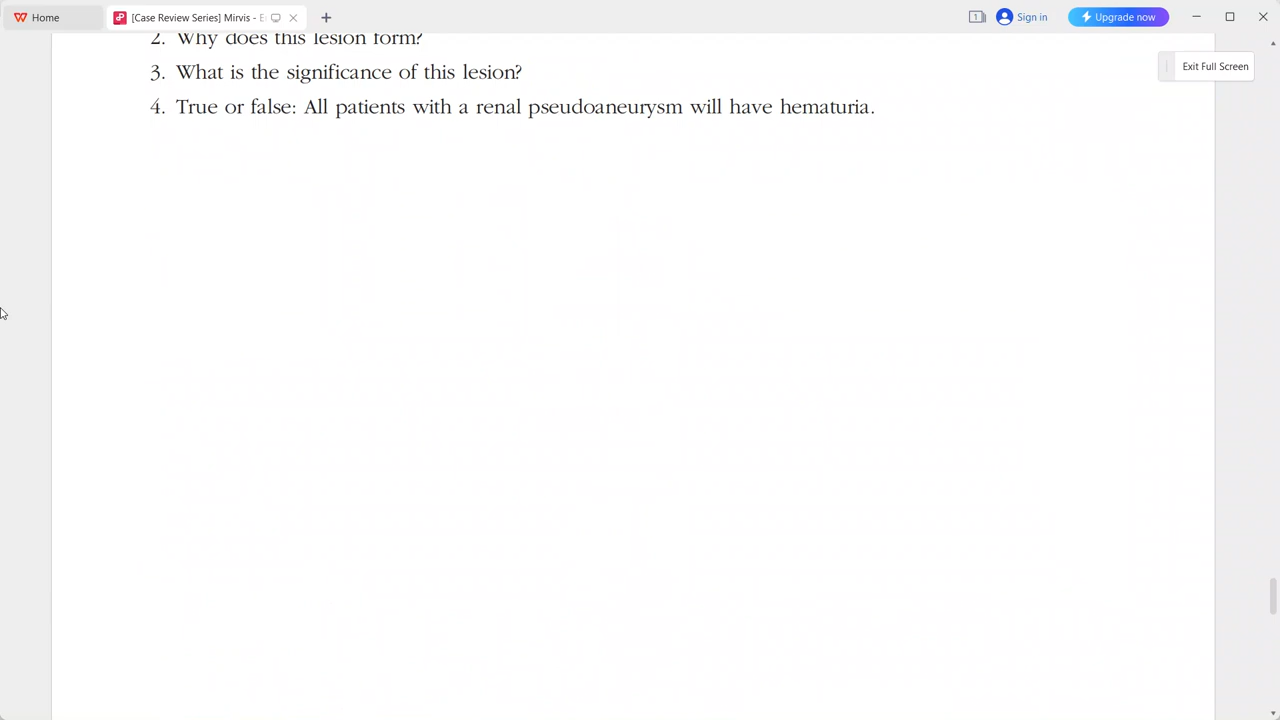 Home
[Case Review Series] Mirvis - E
1
Sign in
Upgrade now
2. Why does this lesion form?
Exit Full Screen
3. What is the significance of this lesion?
4. True or false: All patients with a renal pseudoaneurysm will have hematuria.